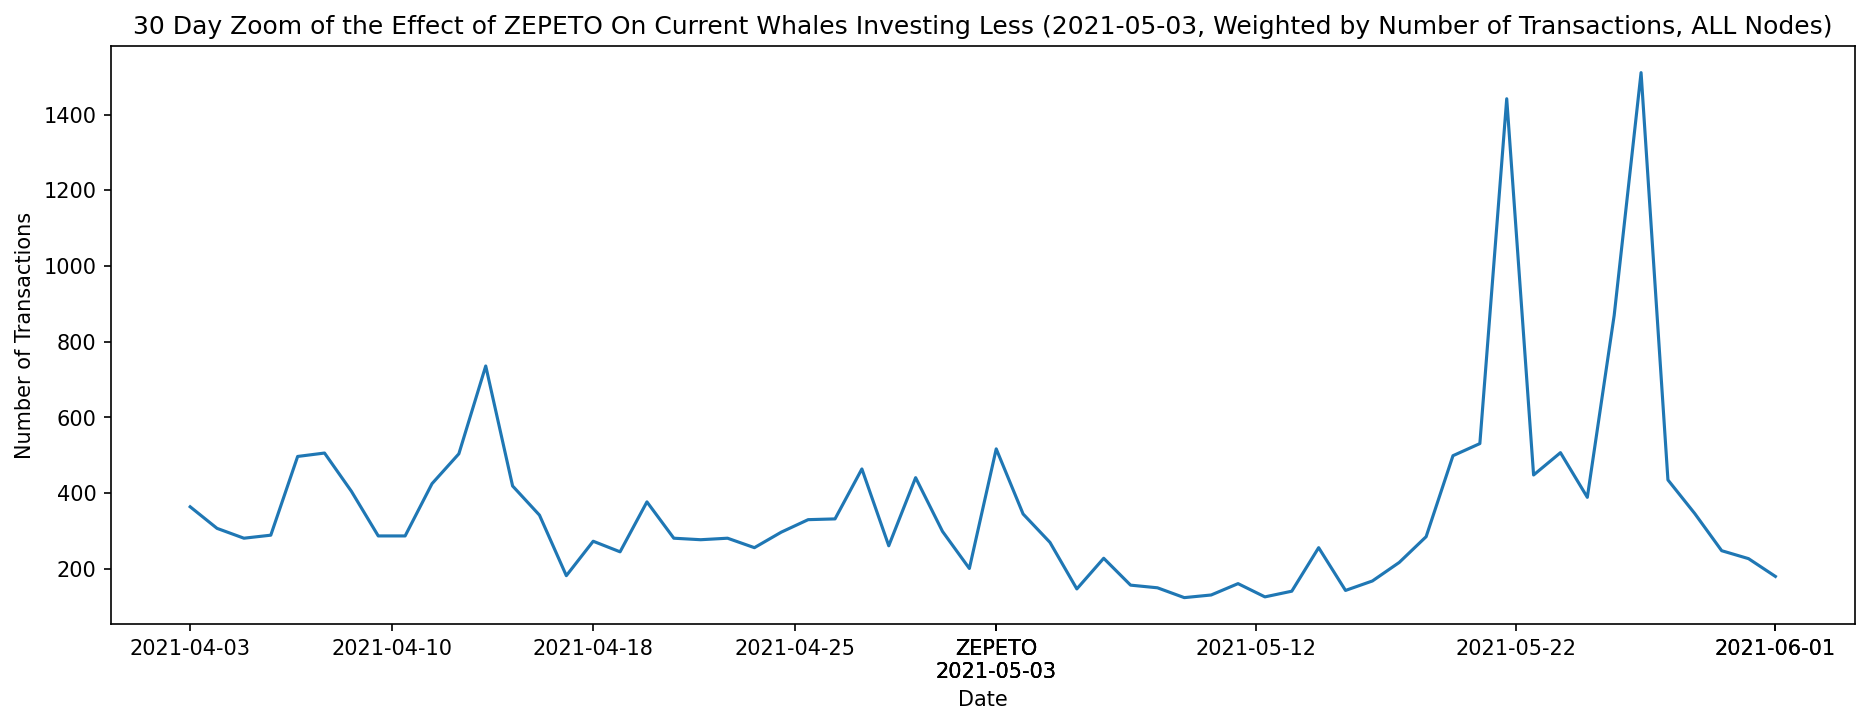 30 Day Zoom of the Effect of ZEPETO On Current Whales Investing Less (2021-05-03, Weighted by Number of Transactions, ALL Nodes)
1400
1200
1000
800
600
400
200
Number of Transactions
2021-04-03 2021-04-10 2021-04-18 2021-04-25 ZEPETO 2021-05-12 2021-05-22 2021-06-01
2021-05-03
Date